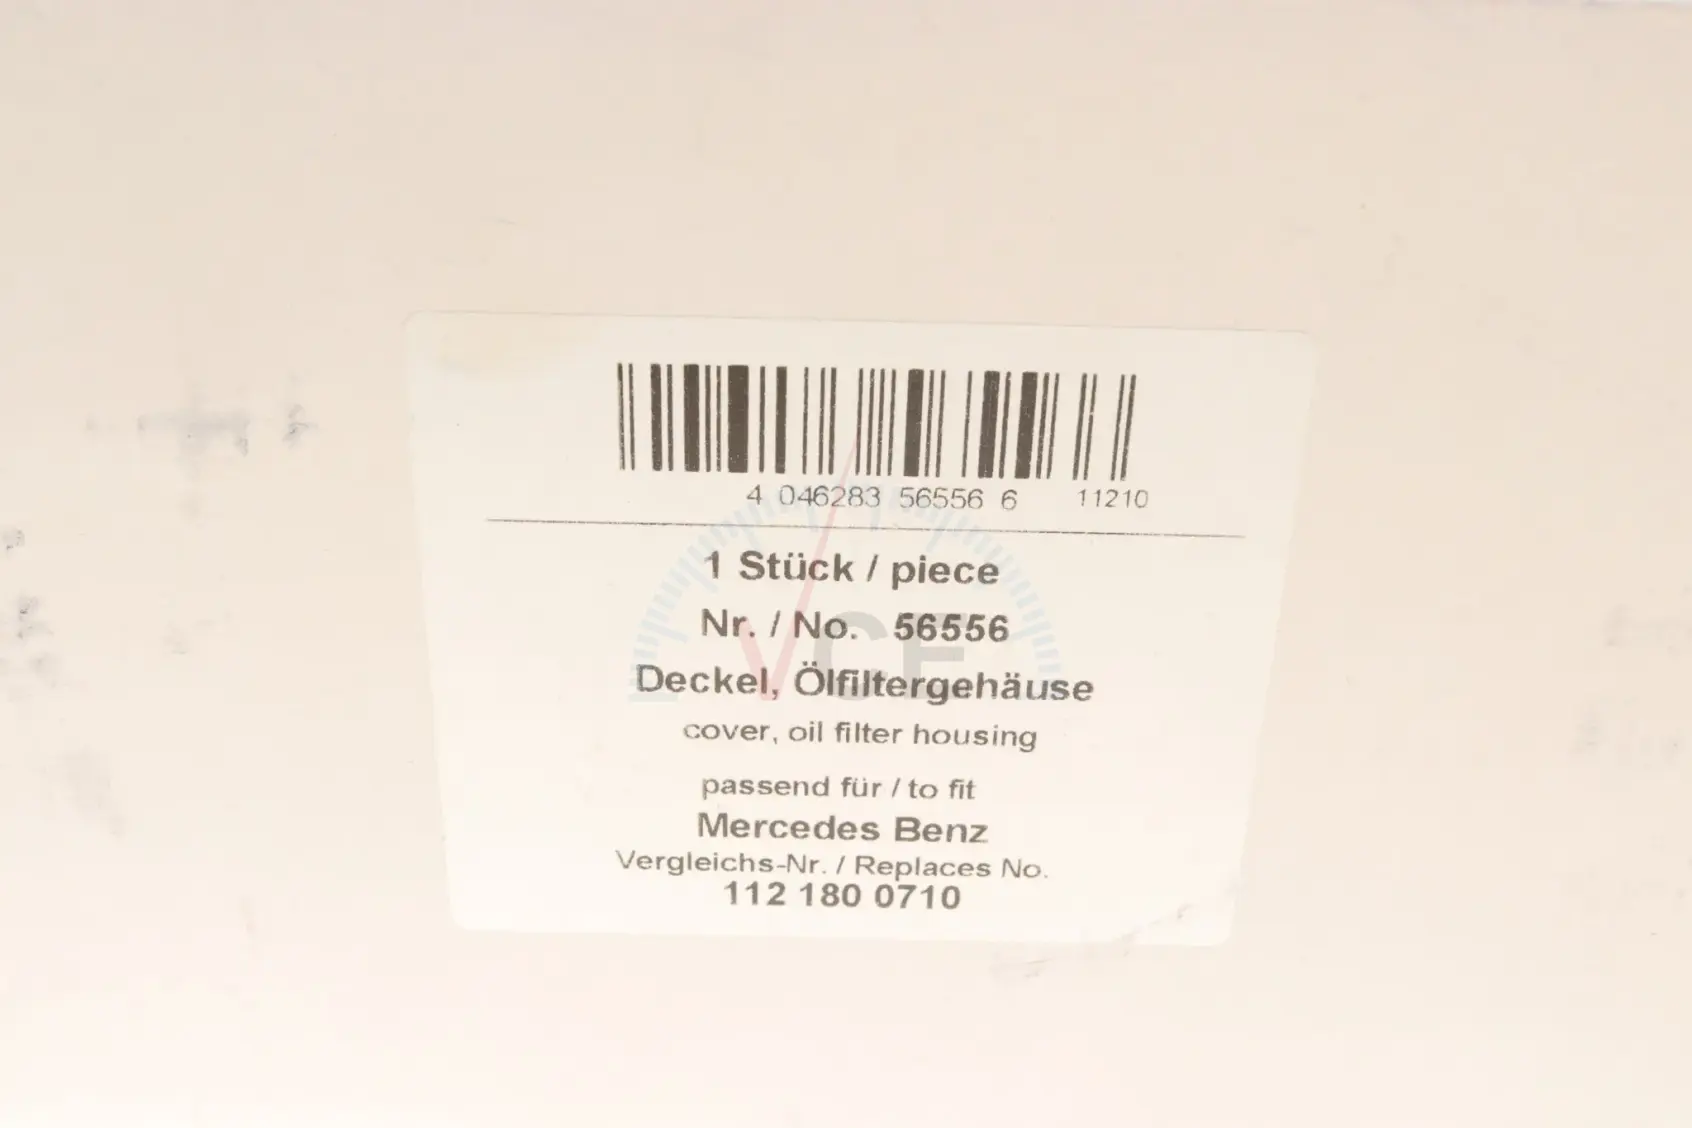 4 046283 56556 6 11210
1 Stück / piece
Nr. / No. 56556
VCF
Deckel, Ölfiltergehäuse
cover, oil filter housing
passend für / to fit
Mercedes Benz
Vergleichs-Nr. / Replaces No.
112 180 0710